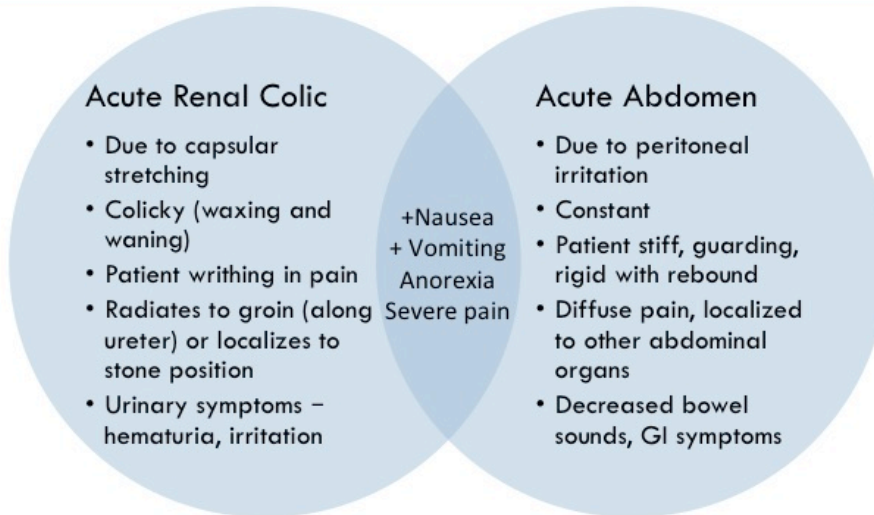 Acute Renal Colic
• Due to capsular
stretching
• Colicky (waxing and
waning)
• Patient writhing in pain
• Radiates to groin (along
ureter) or localizes to
stone position
• Urinary symptoms –
hematuria, irritation
+Nausea
+ Vomiting
Anorexia
Severe pain
Acute Abdomen
• Due to peritoneal
irritation
• Constant
• Patient stiff, guarding,
rigid with rebound
• Diffuse pain, localized
to other abdominal
organs
• Decreased bowel
sounds, GI symptoms